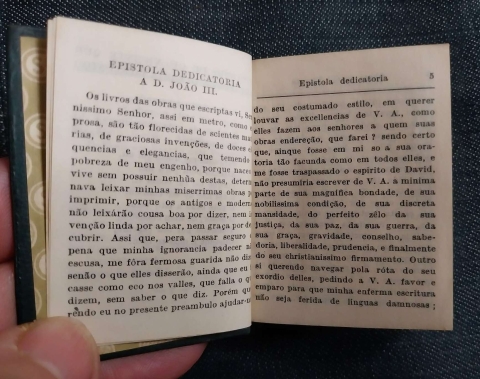 EPISTOLA DEDICATORIA
A D. JOÃO III.
Os livros das obras que escriptas vi, Se
nissimo Senhor, assi em metro, como
prosa, são tão florecidas de scientes ma
rias, de graciosas invenções, de doces e
quencias e elegancias, que temendo
pobreza de meu engenho, porque nace
vive sem possuir nenhũa destas, deter
nava leixar minhas miserrimas obras p
imprimir, porque os antigos e moder
não leixárão cousa boa por dizer, nem i
venção linda por achar, nem graça por de
cubrir. Assi que, pera passar seguro
pena que minha ignorancia padecer n
escusa, me fôra fermosa guarida não di
senão o que elles disserão, ainda que eu
casse como eco nos valles, que falla o q
dizem, sem saber o que diz. Porém qu
rendo eu no presente preambulo ajudar-m
Epistola dedicatoria 5
do seu costumado estilo, em querer
louvar as excellencias de V. A., como
elles fazem aos senhores a quem suas
obras endereção, que farei? sendo certo
que, ainque fosse em mi so a sua ora-
toria tão facunda como em todos elles, e
me fosse traspassado o espirito de David,
não presumiria escrever de V. A. a minima
parte de sua magnifica bondade, de sua
nobilissima condição, de sua discreta
mansidade, do perfeito zêlo da sua
justiça, da sua paz, da sua guerra, da
sua graça, gravidade, conselho, sabe-
doria, liberalidade, prudencia, e finalmente
do seu christianissimo firmamento. Outro
si querendo navegar pola rôta do seu
exordio delles, pedindo a V. A. favor e
emparo para que minha enferma escritura
não seja ferida de linguas damnosas;